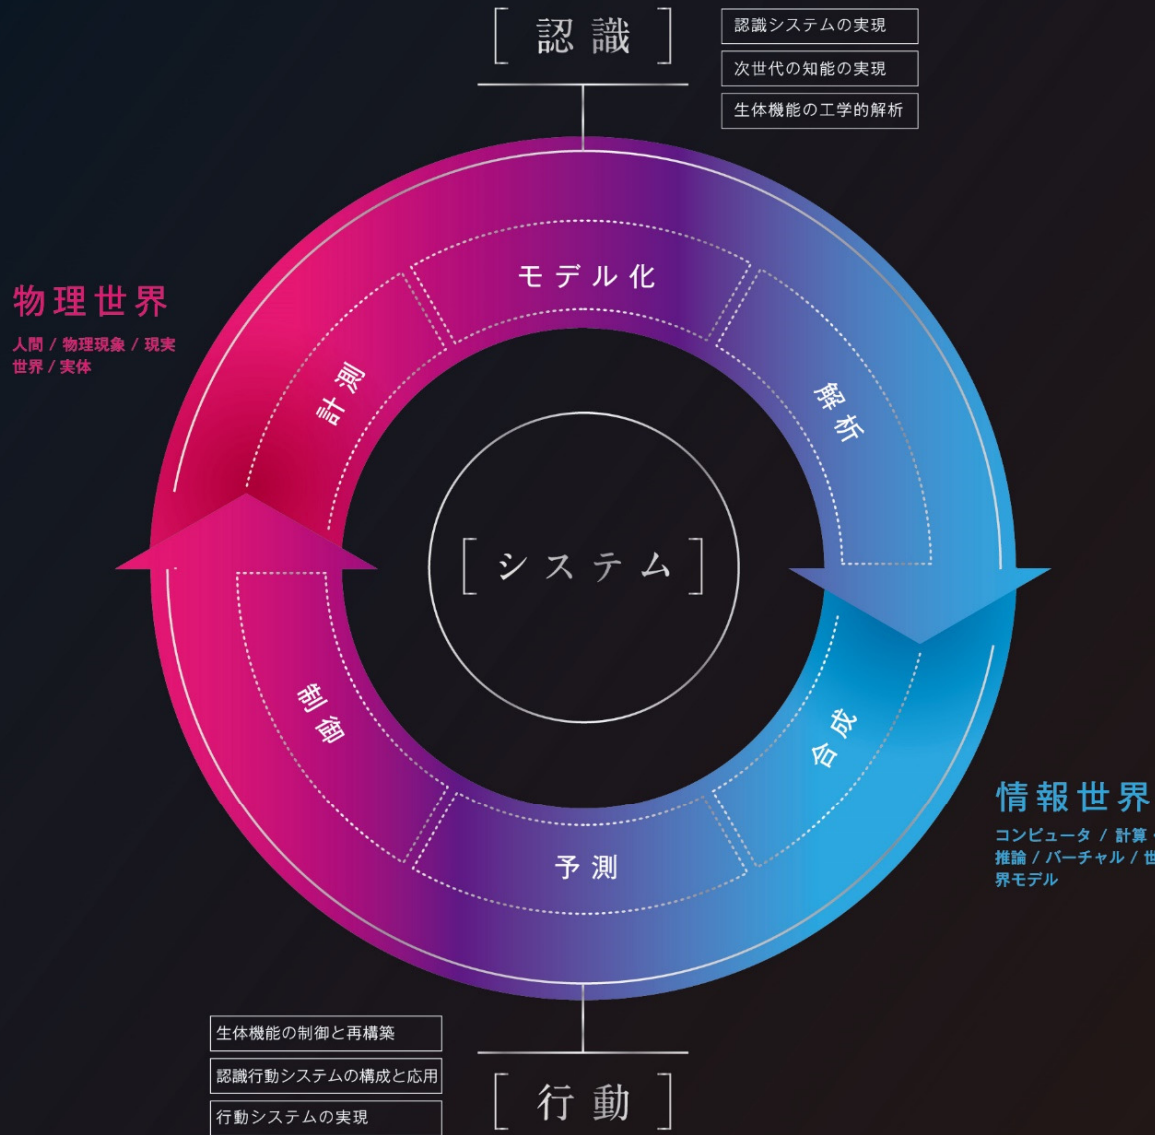 [ 認識 ]
認識システムの実現
次世代の知能の実現
生体機能の工学的解析
物理世界
人間 / 物理現象 / 現実
世界 / 実体
モデル化
計測
解析
[ システム ]
制御
合成
予測
情報世界
コンピュータ / 計算・
推論 / バーチャル / 世
界モデル
生体機能の制御と再構築
認識行動システムの構成と応用
行動システムの実現
[ 行動 ]